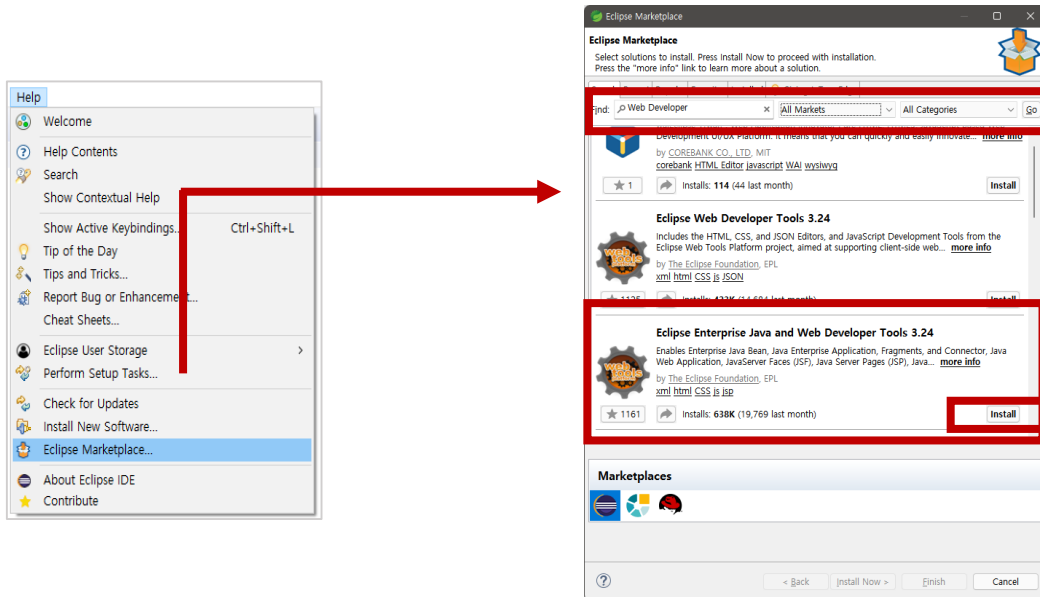 Help
Welcome
Help Contents
Search
Show Contextual Help
Show Active Keybindings... Ctrl+Shift+L
Tip of the Day
Tips and Tricks...
Report Bug or Enhancement...
Cheat Sheets...
Eclipse User Storage
Perform Setup Tasks...
Check for Updates
Install New Software...
Eclipse Marketplace...
About Eclipse IDE
Contribute
Eclipse Marketplace
Eclipse Marketplace
Select solutions to install. Press Install Now to proceed with installation.
Press the "more info" link to learn more about a solution.
Find: Web Developer All Markets All Categories Go
Development UI/UX Platform. It means that you can quickly and easily innovate... more info
by COREBANK CO., LTD, MIT
corebank HTML Editor javascript WAI wysiwyg
1 Installs: 114 (44 last month) Install
Eclipse Web Developer Tools 3.24
Includes the HTML, CSS, and JSON Editors, and JavaScript Development Tools from the
Eclipse Web Tools Platform project, aimed at supporting client-side web... more info
by The Eclipse Foundation, EPL
xml html CSS js JSON
Installs: last month) Install
Eclipse Enterprise Java and Web Developer Tools 3.24
Enables Enterprise Java Bean, Java Enterprise Application, Fragments, and Connector, Java
Web Application, JavaServer Faces (JSF), Java Server Pages (JSP), Java... more info
by The Eclipse Foundation, EPL
xml html CSS js jsp
1161 Installs: 638K (19,769 last month) Install
web tools
Marketplaces
< Back Install Now > Finish Cancel